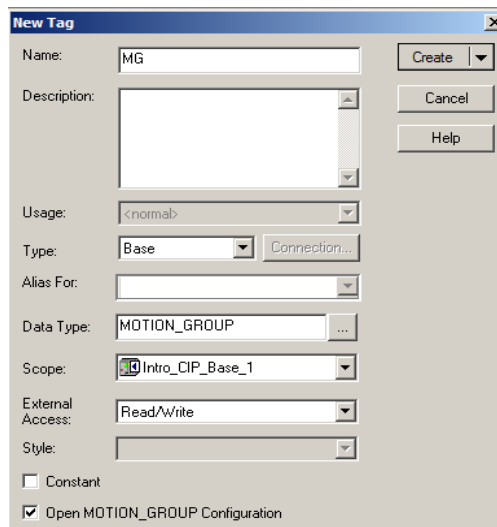 New Tag
Name: MG Create
Description: Cancel
Help
Usage: <normal>
Type: Base Connection...
Alias For:
Data Type: MOTION_GROUP ...
Scope: Intro_CIP_Base_1
External Access: Read/Write
Style:
Constant
Open MOTION_GROUP Configuration